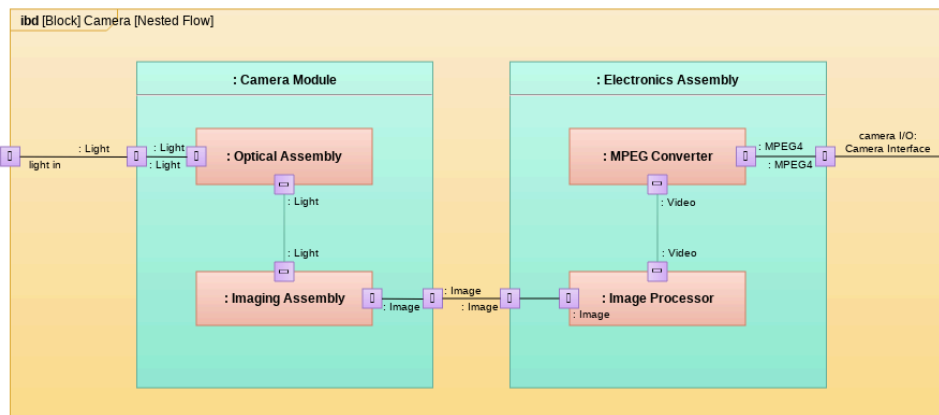 ibd [Block] Camera [Nested Flow]
: Camera Module
: Electronics Assembly
: Light
light in
: Light
: Light
: Optical Assembly
: MPEG Converter
: MPEG4
: MPEG4
camera I/O:
Camera Interface
: Light
: Video
: Light
: Video
: Imaging Assembly
: Image
: Image
: Image
: Image Processor
: Image